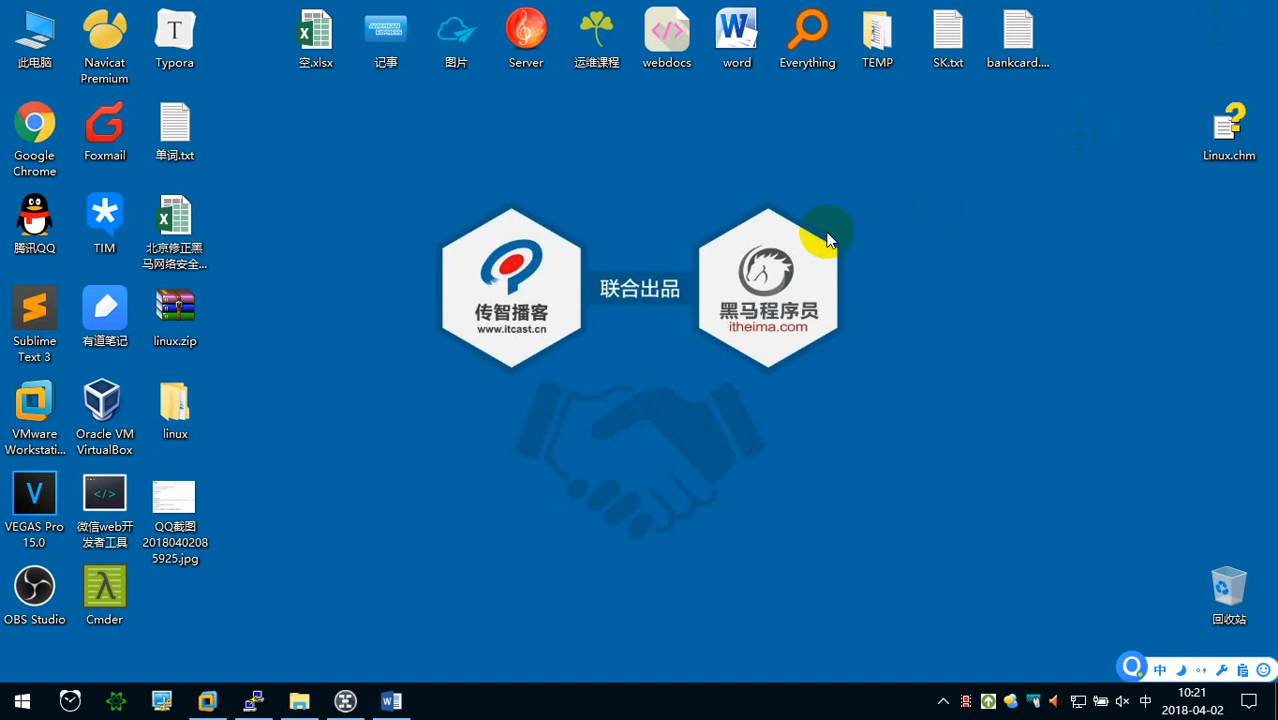 此电脑
Navicat
Premium
Typora
空.xlsx
记事
图片
Server
运维课程
webdocs
word
Everything
TEMP
SK.txt
bankcard....
Google
Chrome
Foxmail
单词.txt
Linux.chm
腾讯QQ
TIM
北京修正黑
马网络安全...
传智播客
www.itcast.cn
联合出品
黑马程序员
itheima.com
Sublime
Text 3
有道笔记
linux.zip
VMware
Workstati...
Oracle VM
VirtualBox
linux
VEGAS Pro
15.0
微信web开
发者工具
QQ截图
2018040208
5925.jpg
OBS Studio
Cmder
回收站
中
中
10:21
2018-04-02